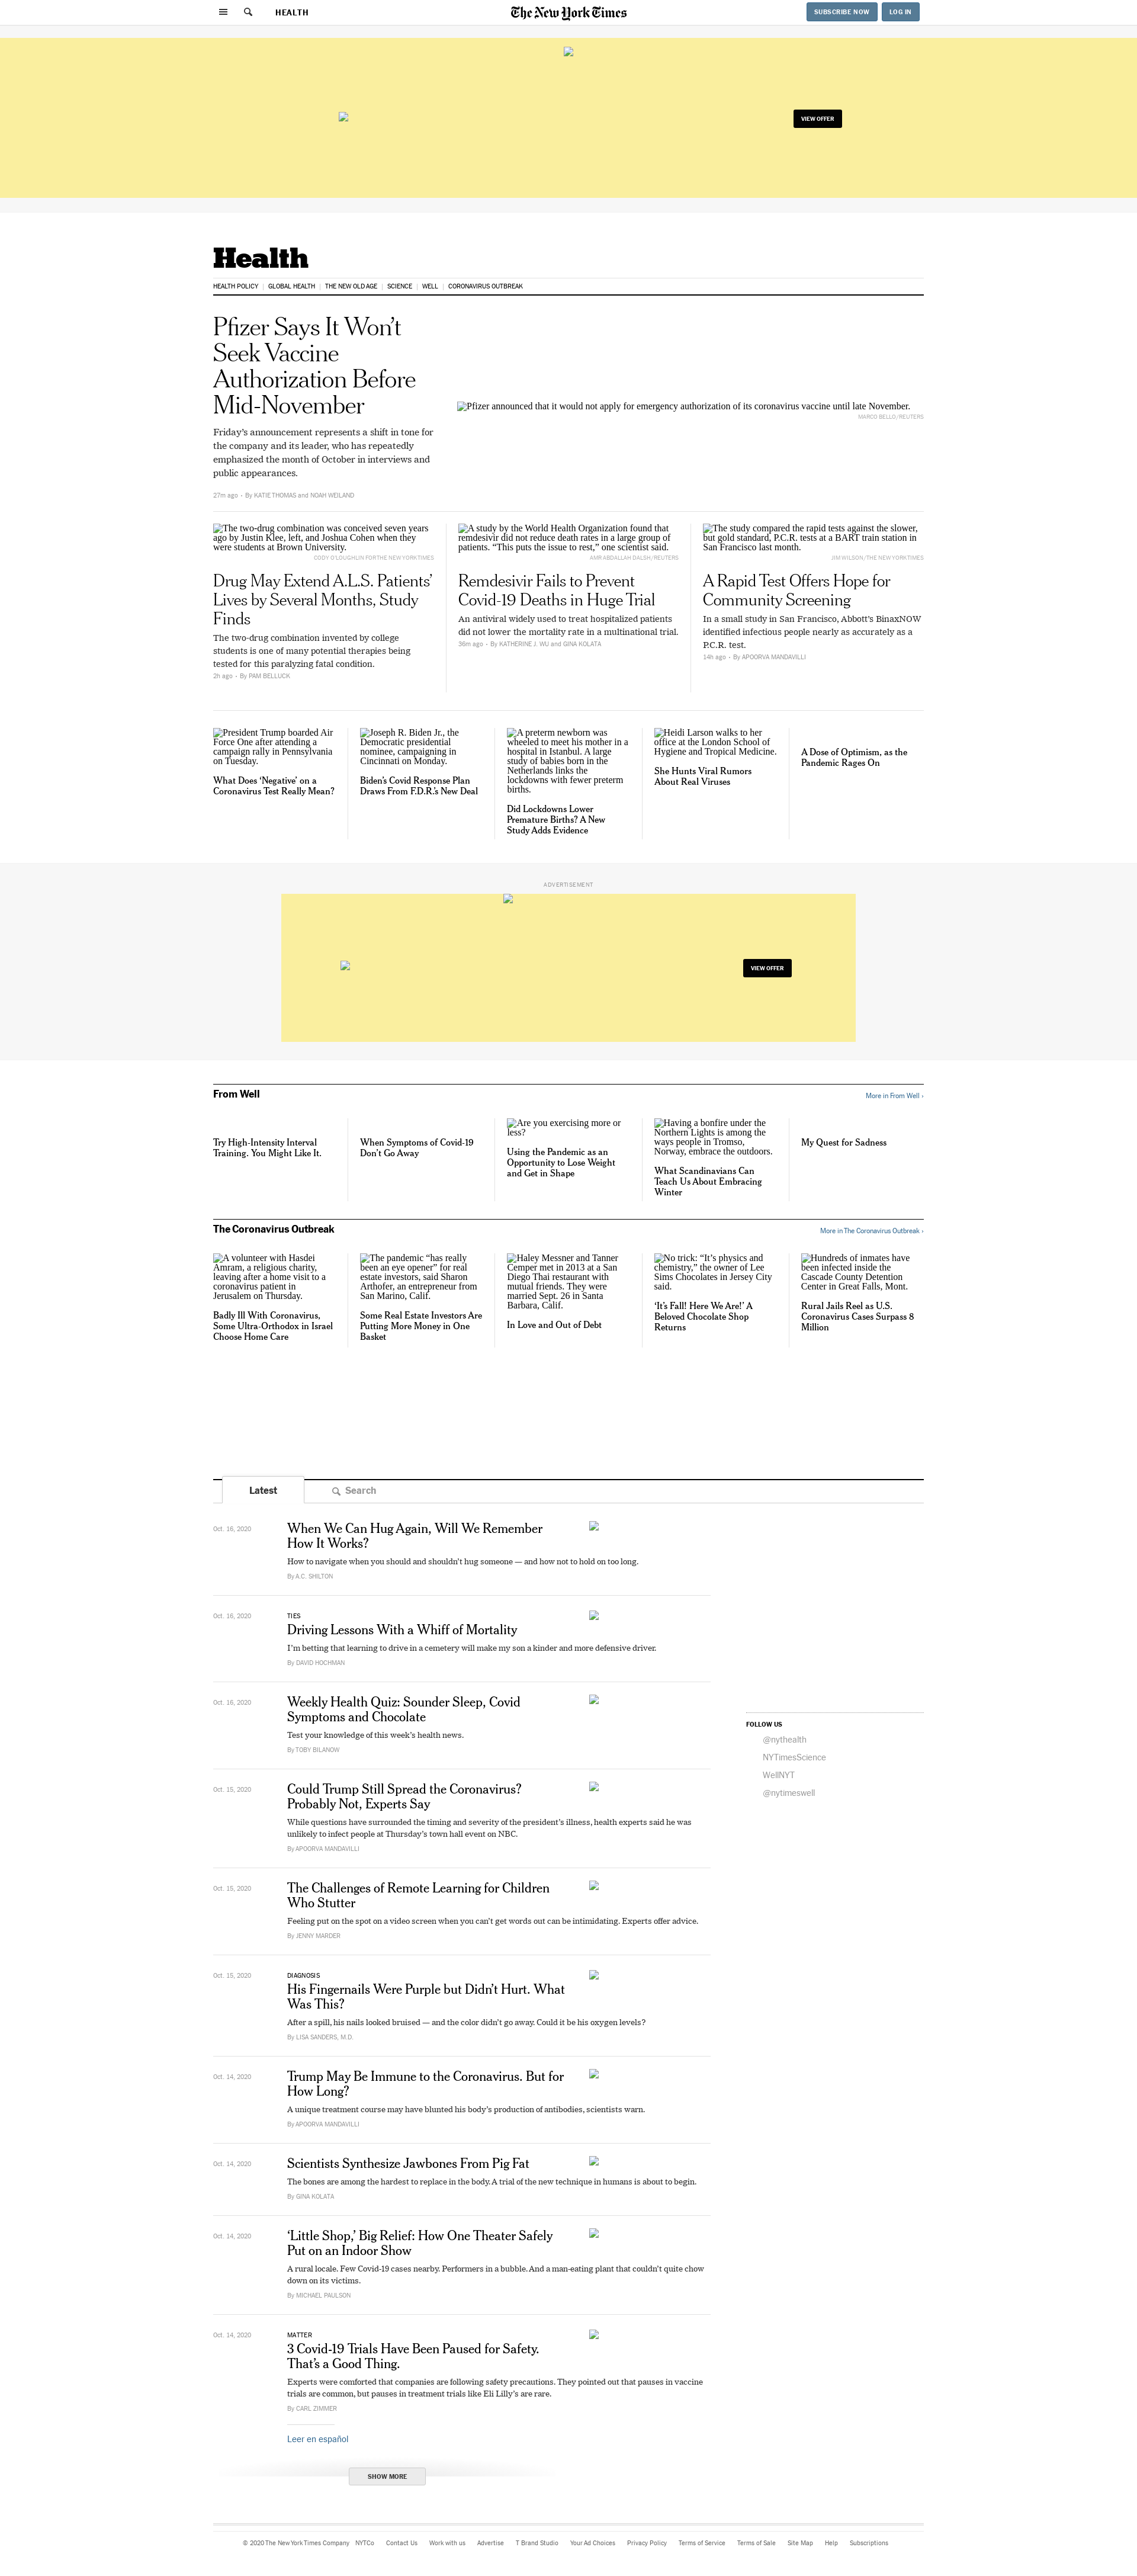 HEALTH
The New York Times
SUBSCRIBE NOW
LOG IN
VIEW OFFER
Health
HEALTH POLICY | GLOBAL HEALTH | THE NEW OLD AGE | SCIENCE | WELL | CORONAVIRUS OUTBREAK
Pfizer Says It Won’t
Seek Vaccine
Authorization Before
Mid-November
Friday’s announcement represents a shift in tone for
the company and its leader, who has repeatedly
emphasized the month of October in interviews and
public appearances.
27m ago • By KATIE THOMAS and NOAH WEILAND
Pfizer announced that it would not apply for emergency authorization of its coronavirus vaccine until late November.
MARCO BELLO/REUTERS
The two-drug combination was conceived seven years
ago by Justin Klee, left, and Joshua Cohen when they
were students at Brown University.
CODY O'LOUGHLIN FOR THE NEW YORK TIMES
Drug May Extend A.L.S. Patients’
Lives by Several Months, Study
Finds
The two-drug combination invented by college
students is one of many potential therapies being
tested for this paralyzing fatal condition.
2h ago • By PAM BELLUCK
A study by the World Health Organization found that
remdesivir did not reduce death rates in a large group of
patients. “This puts the issue to rest,” one scientist said.
AMR ABDALLAH DALSH/REUTERS
Remdesivir Fails to Prevent
Covid-19 Deaths in Huge Trial
An antiviral widely used to treat hospitalized patients
did not lower the mortality rate in a multinational trial.
36m ago • By KATHERINE J. WU and GINA KOLATA
The study compared the rapid tests against the slower,
but gold standard, P.C.R. tests at a BART train station in
San Francisco last month.
JIM WILSON/THE NEW YORK TIMES
A Rapid Test Offers Hope for
Community Screening
In a small study in San Francisco, Abbott’s BinaxNOW
identified infectious people nearly as accurately as a
P.C.R. test.
14h ago • By APOORVA MANDAVILLI
President Trump boarded Air
Force One after attending a
campaign rally in Pennsylvania
on Tuesday.
What Does ‘Negative’ on a
Coronavirus Test Really Mean?
Joseph R. Biden Jr., the
Democratic presidential
nominee, campaigning in
Cincinnati on Monday.
Biden’s Covid Response Plan
Draws From F.D.R.’s New Deal
A preterm newborn was
wheeled to meet his mother in a
hospital in Istanbul. A large
study of babies born in the
Netherlands links the
lockdowns with fewer preterm
births.
Did Lockdowns Lower
Premature Births? A New
Study Adds Evidence
Heidi Larson walks to her
office at the London School of
Hygiene and Tropical Medicine.
She Hunts Viral Rumors
About Real Viruses
A Dose of Optimism, as the
Pandemic Rages On
ADVERTISEMENT
VIEW OFFER
From Well
More in From Well ›
Try High-Intensity Interval
Training. You Might Like It.
When Symptoms of Covid-19
Don’t Go Away
Are you exercising more or
less?
Using the Pandemic as an
Opportunity to Lose Weight
and Get in Shape
Having a bonfire under the
Northern Lights is among the
ways people in Tromso,
Norway, embrace the outdoors.
What Scandinavians Can
Teach Us About Embracing
Winter
My Quest for Sadness
The Coronavirus Outbreak
More in The Coronavirus Outbreak ›
A volunteer with Hasdei
Amram, a religious charity,
leaving after a home visit to a
coronavirus patient in
Jerusalem on Thursday.
Badly Ill With Coronavirus,
Some Ultra-Orthodox in Israel
Choose Home Care
The pandemic “has really
been an eye opener” for real
estate investors, said Sharon
Arthofer, an entrepreneur from
San Marino, Calif.
Some Real Estate Investors Are
Putting More Money in One
Basket
Haley Messner and Tanner
Cemper met in 2013 at a San
Diego Thai restaurant with
mutual friends. They were
married Sept. 26 in Santa
Barbara, Calif.
In Love and Out of Debt
No trick: “It’s physics and
chemistry,” the owner of Lee
Sims Chocolates in Jersey City
said.
‘It’s Fall! Here We Are!’ A
Beloved Chocolate Shop
Returns
Hundreds of inmates have
been infected inside the
Cascade County Detention
Center in Great Falls, Mont.
Rural Jails Reel as U.S.
Coronavirus Cases Surpass 8
Million
Latest
Search
Oct. 16, 2020
When We Can Hug Again, Will We Remember
How It Works?
How to navigate when you should and shouldn’t hug someone — and how not to hold on too long.
By A.C. SHILTON
Oct. 16, 2020
TIES
Driving Lessons With a Whiff of Mortality
I’m betting that learning to drive in a cemetery will make my son a kinder and more defensive driver.
By DAVID HOCHMAN
Oct. 16, 2020
Weekly Health Quiz: Sounder Sleep, Covid
Symptoms and Chocolate
Test your knowledge of this week’s health news.
By TOBY BILANOW
FOLLOW US
@nythealth
NYTimesScience
WellNYT
@nytimeswell
Oct. 15, 2020
Could Trump Still Spread the Coronavirus?
Probably Not, Experts Say
While questions have surrounded the timing and severity of the president’s illness, health experts said he was
unlikely to infect people at Thursday’s town hall event on NBC.
By APOORVA MANDAVILLI
Oct. 15, 2020
The Challenges of Remote Learning for Children
Who Stutter
Feeling put on the spot on a video screen when you can’t get words out can be intimidating. Experts offer advice.
By JENNY MARDER
Oct. 15, 2020
DIAGNOSIS
His Fingernails Were Purple but Didn’t Hurt. What
Was This?
After a spill, his nails looked bruised — and the color didn’t go away. Could it be his oxygen levels?
By LISA SANDERS, M.D.
Oct. 14, 2020
Trump May Be Immune to the Coronavirus. But for
How Long?
A unique treatment course may have blunted his body’s production of antibodies, scientists warn.
By APOORVA MANDAVILLI
Oct. 14, 2020
Scientists Synthesize Jawbones From Pig Fat
The bones are among the hardest to replace in the body. A trial of the new technique in humans is about to begin.
By GINA KOLATA
Oct. 14, 2020
‘Little Shop,’ Big Relief: How One Theater Safely
Put on an Indoor Show
A rural locale. Few Covid-19 cases nearby. Performers in a bubble. And a man-eating plant that couldn’t quite chow
down on its victims.
By MICHAEL PAULSON
Oct. 14, 2020
MATTER
3 Covid-19 Trials Have Been Paused for Safety.
That’s a Good Thing.
Experts were comforted that companies are following safety precautions. They pointed out that pauses in vaccine
trials are common, but pauses in treatment trials like Eli Lilly’s are rare.
By CARL ZIMMER
Leer en español
SHOW MORE
© 2020 The New York Times Company NYTCo Contact Us Work with us Advertise T Brand Studio Your Ad Choices Privacy Policy Terms of Service Terms of Sale Site Map Help Subscriptions